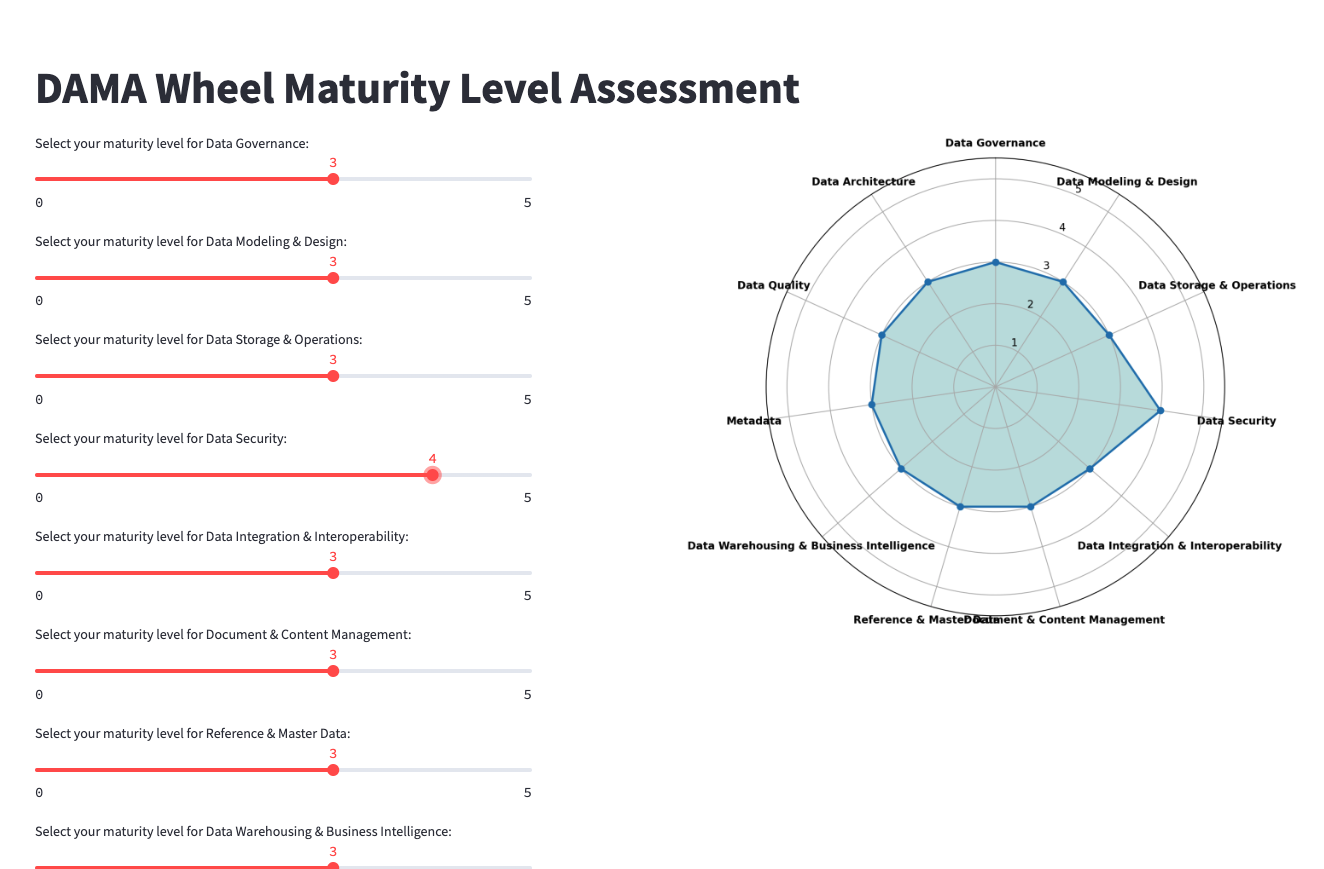 DAMA Wheel Maturity Level Assessment
Select your maturity level for Data Governance:
3
0 5
Select your maturity level for Data Modeling & Design:
3
0 5
Select your maturity level for Data Storage & Operations:
3
0 5
Select your maturity level for Data Security:
4
0 5
Select your maturity level for Data Integration & Interoperability:
3
0 5
Select your maturity level for Document & Content Management:
3
0 5
Select your maturity level for Reference & Master Data:
3
0 5
Select your maturity level for Data Warehousing & Business Intelligence:
3
Data Governance
Data Architecture
Data Modeling & Design
5
4
Data Quality
3
Data Storage & Operations
2
1
Metadata
Data Security
Data Warehousing & Business Intelligence
Data Integration & Interoperability
Reference & Master Data
Document & Content Management